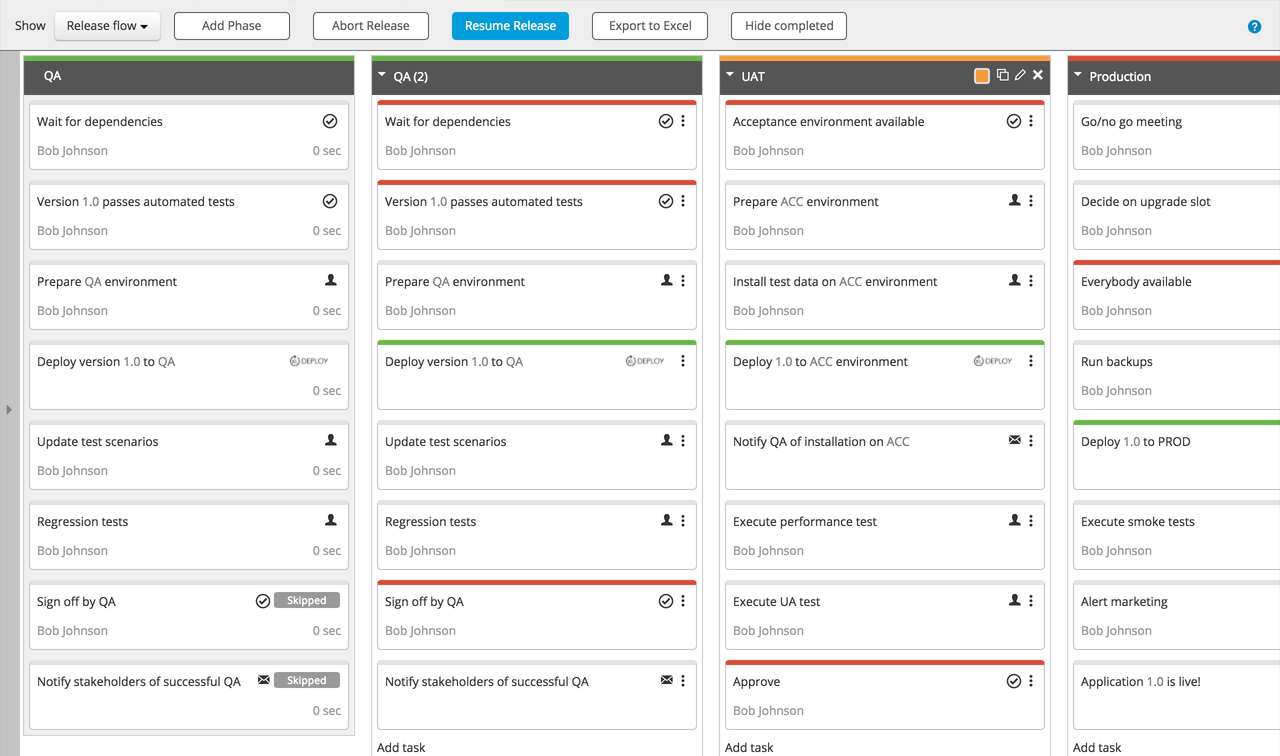 Show Release flow Add Phase Abort Release Resume Release Export to Excel Hide completed ?
QA
Wait for dependencies
Bob Johnson 0 sec
Version 1.0 passes automated tests
Bob Johnson 0 sec
Prepare QA environment
Bob Johnson 0 sec
Deploy version 1.0 to QA DEPLOY
0 sec
Update test scenarios
Bob Johnson 0 sec
Regression tests
Bob Johnson 0 sec
Sign off by QA Skipped
Bob Johnson 0 sec
Notify stakeholders of successful QA Skipped
0 sec
QA (2)
Wait for dependencies
Bob Johnson
Version 1.0 passes automated tests
Bob Johnson
Prepare QA environment
Bob Johnson
Deploy version 1.0 to QA DEPLOY
Update test scenarios
Bob Johnson
Regression tests
Bob Johnson
Sign off by QA
Bob Johnson
Notify stakeholders of successful QA
Add task
UAT
Acceptance environment available
Bob Johnson
Prepare ACC environment
Bob Johnson
Install test data on ACC environment
Bob Johnson
Deploy 1.0 to ACC environment DEPLOY
Notify QA of installation on ACC
Execute performance test
Bob Johnson
Execute UA test
Bob Johnson
Approve
Bob Johnson
Add task
Production
Go/no go meeting
Bob Johnson
Decide on upgrade slot
Bob Johnson
Everybody available
Bob Johnson
Run backups
Bob Johnson
Deploy 1.0 to PROD
Execute smoke tests
Bob Johnson
Alert marketing
Bob Johnson
Application 1.0 is live!
Add task